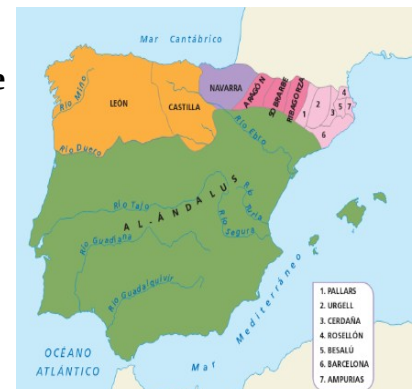 e
Mar Cantábrico
Río Miño
LEÓN
CASTILLA
NAVARRA
ARAGÓN
SOBRARBE
RIBAGORZA
1
2
3
4
5
7
6
Río Duero
Río Ebro
Río Tajo
AL-ÁNDALUS
Río Turia
Río Segura
Río Guadiana
Río Guadalquivir
Mar Mediterráneo
OCÉANO
ATLÁNTICO
1. PALLARS
2. URGELL
3. CERDAÑA
4. ROSELLÓN
5. BESALÚ
6. BARCELONA
7. AMPURIAS